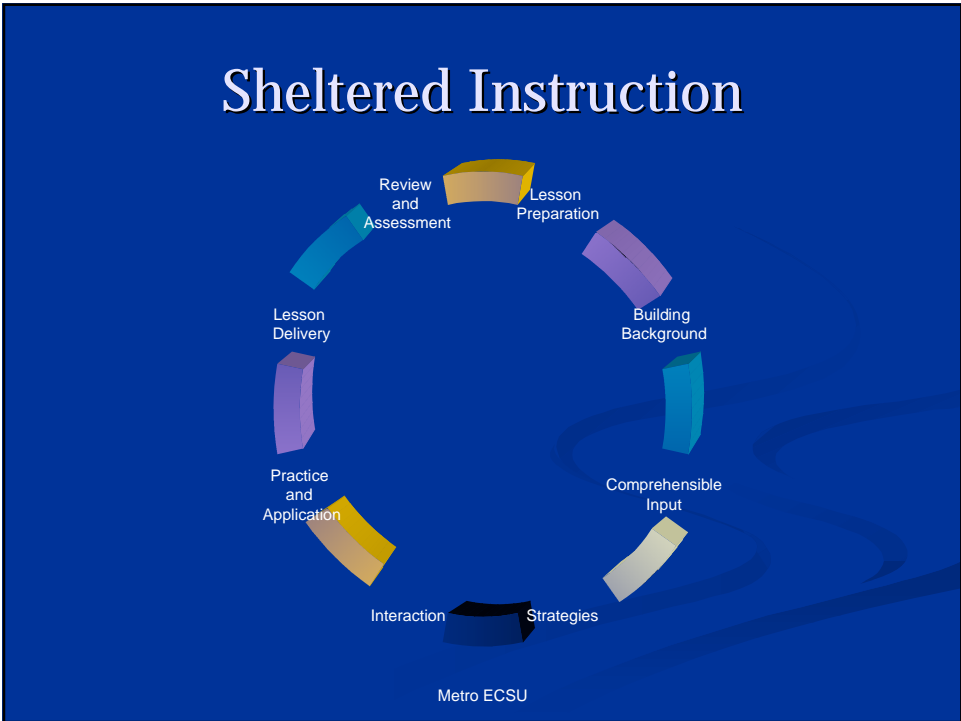 Sheltered Instruction
Review
and
Assessment
Lesson
Preparation
Lesson
Delivery
Building
Background
Practice
and
Application
Comprehensible
Input
Interaction
Strategies
Metro ECSU